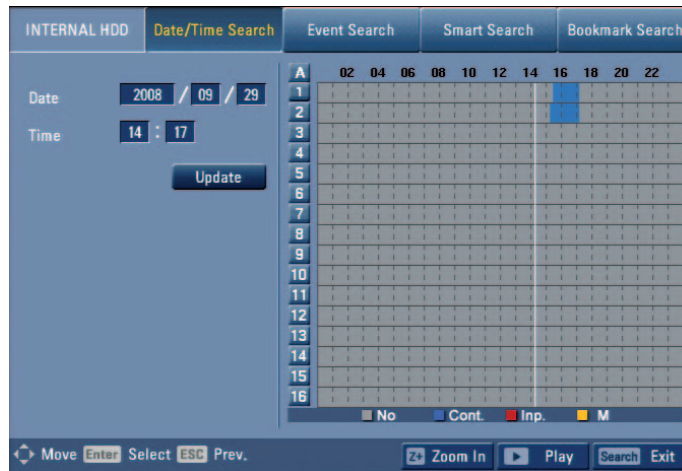 INTERNAL HDD Date/Time Search Event Search Smart Search Bookmark Search
A 02 04 06 08 10 12 14 16 18 20 22
Date 2008 / 09 / 29
Time 14 : 17
Update
1
2
3
4
5
6
7
8
9
10
11
12
13
14
15
16
No Cont. Inp. M
Move Enter Select ESC Prev. Z+ Zoom In Play Search Exit